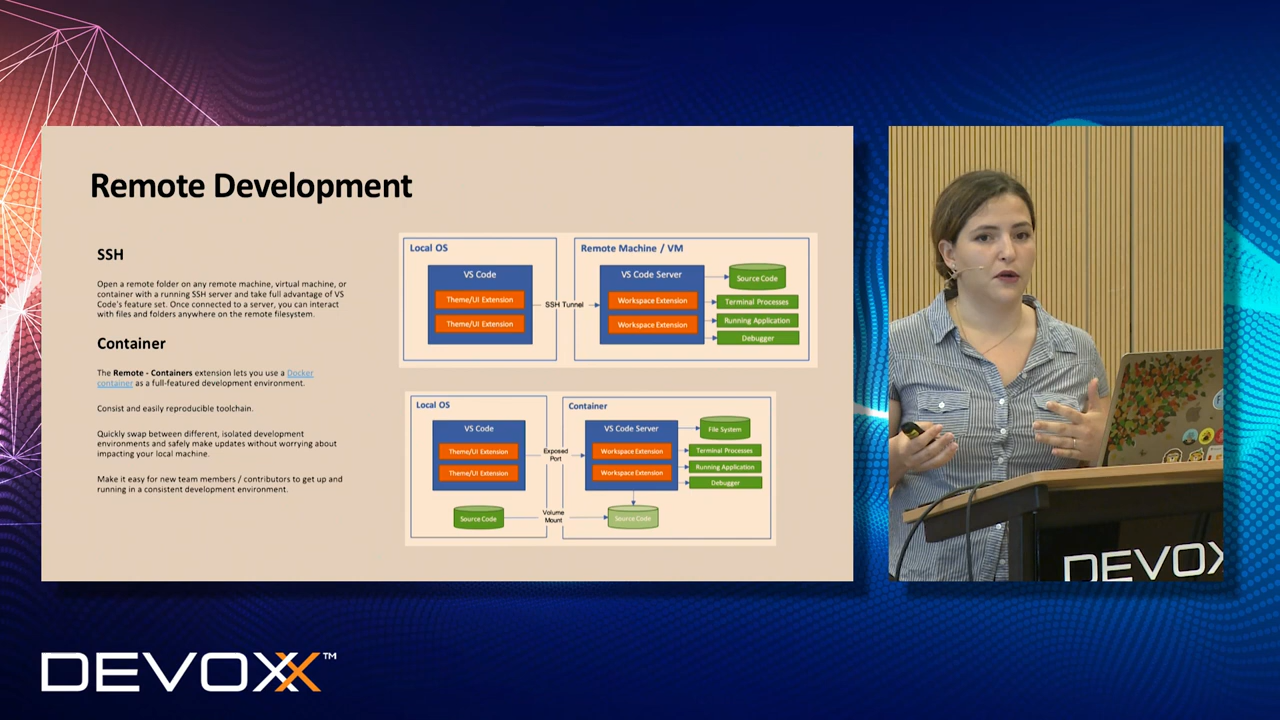 Remote Development
SSH
Open a remote folder on any remote machine, virtual machine, or
container with a running SSH server and take full advantage of VS
Code's feature set. Once connected to a server, you can interact
with files and folders anywhere on the remote filesystem.
Container
The Remote - Containers extension lets you use a Docker
container as a full-featured development environment.
Consist and easily reproducible toolchain.
Quickly swap between different, isolated development
environments and safely make updates without worrying about
impacting your local machine.
Make it easy for new team members / contributors to get up and
running in a consistent development environment.
Local OS
VS Code
Theme/UI Extension
Theme/UI Extension
SSH Tunnel
Remote Machine / VM
VS Code Server
Workspace Extension
Workspace Extension
Source Code
Terminal Processes
Running Application
Debugger
Local OS
VS Code
Theme/UI Extension
Theme/UI Extension
Source Code
Exposed
Port
Volume
Mount
Container
VS Code Server
Workspace Extension
Workspace Extension
Source Code
File System
Terminal Processes
Running Application
Debugger
DEVOXX
DEVOXX™